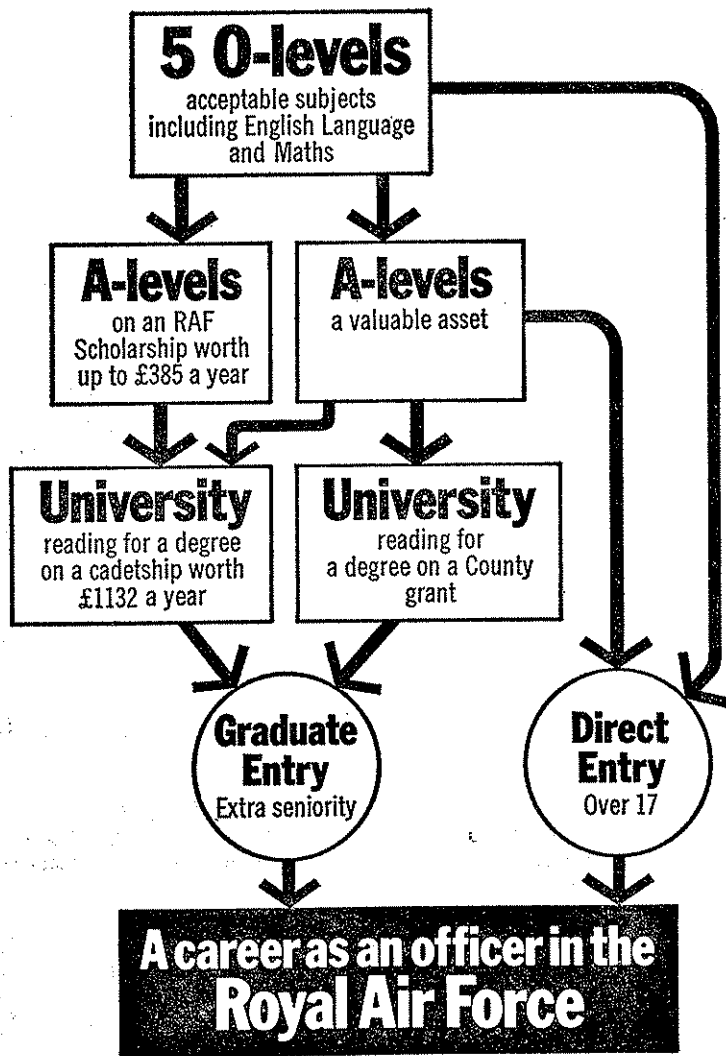 5 O-levels
acceptable subjects
including English Language
and Maths
A-levels
on an RAF
Scholarship worth
up to £385 a year
A-levels
a valuable asset
University
reading for a degree
on a cadetship worth
£1132 a year
University
reading for
a degree on a County
grant
Graduate
Entry
Extra seniority
Direct
Entry
Over 17
A career as an officer in the
Royal Air Force